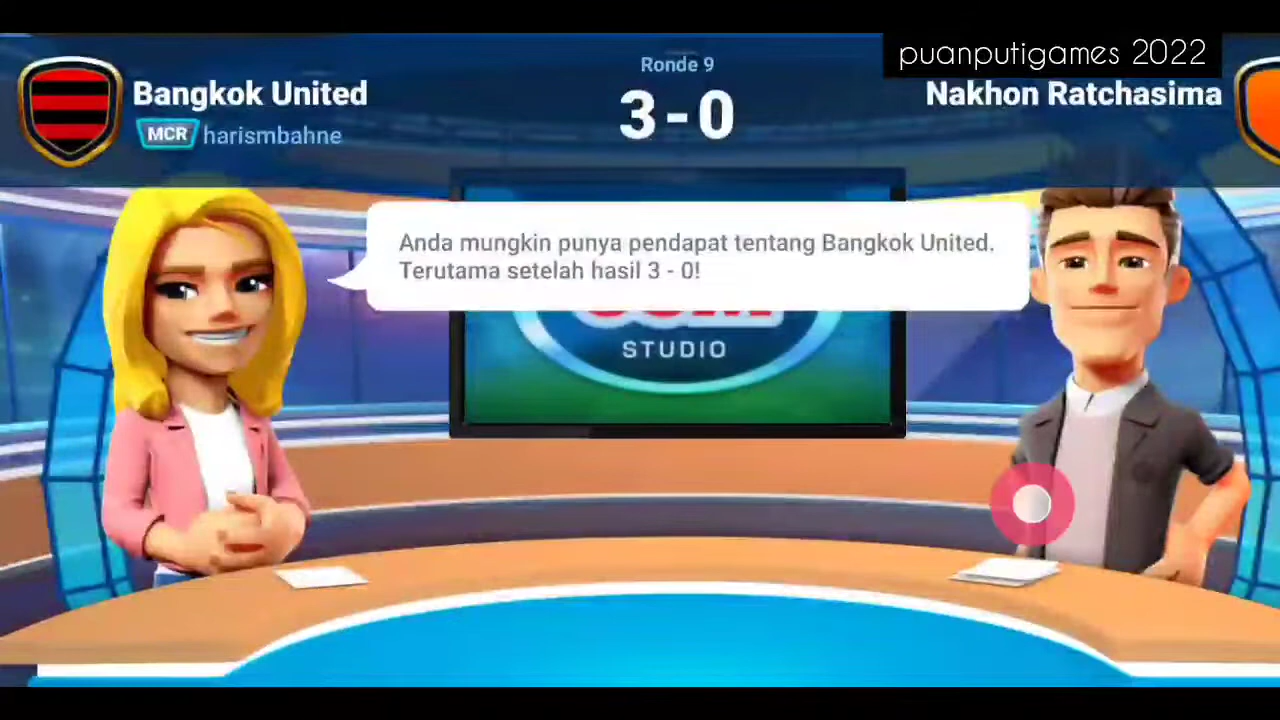 puanputigames 2022
Ronde 9
Bangkok United
3-0
Nakhon Ratchasima
MCR harismbahne
Anda mungkin punya pendapat tentang Bangkok United.
Terutama setelah hasil 3 - 0!
STUDIO